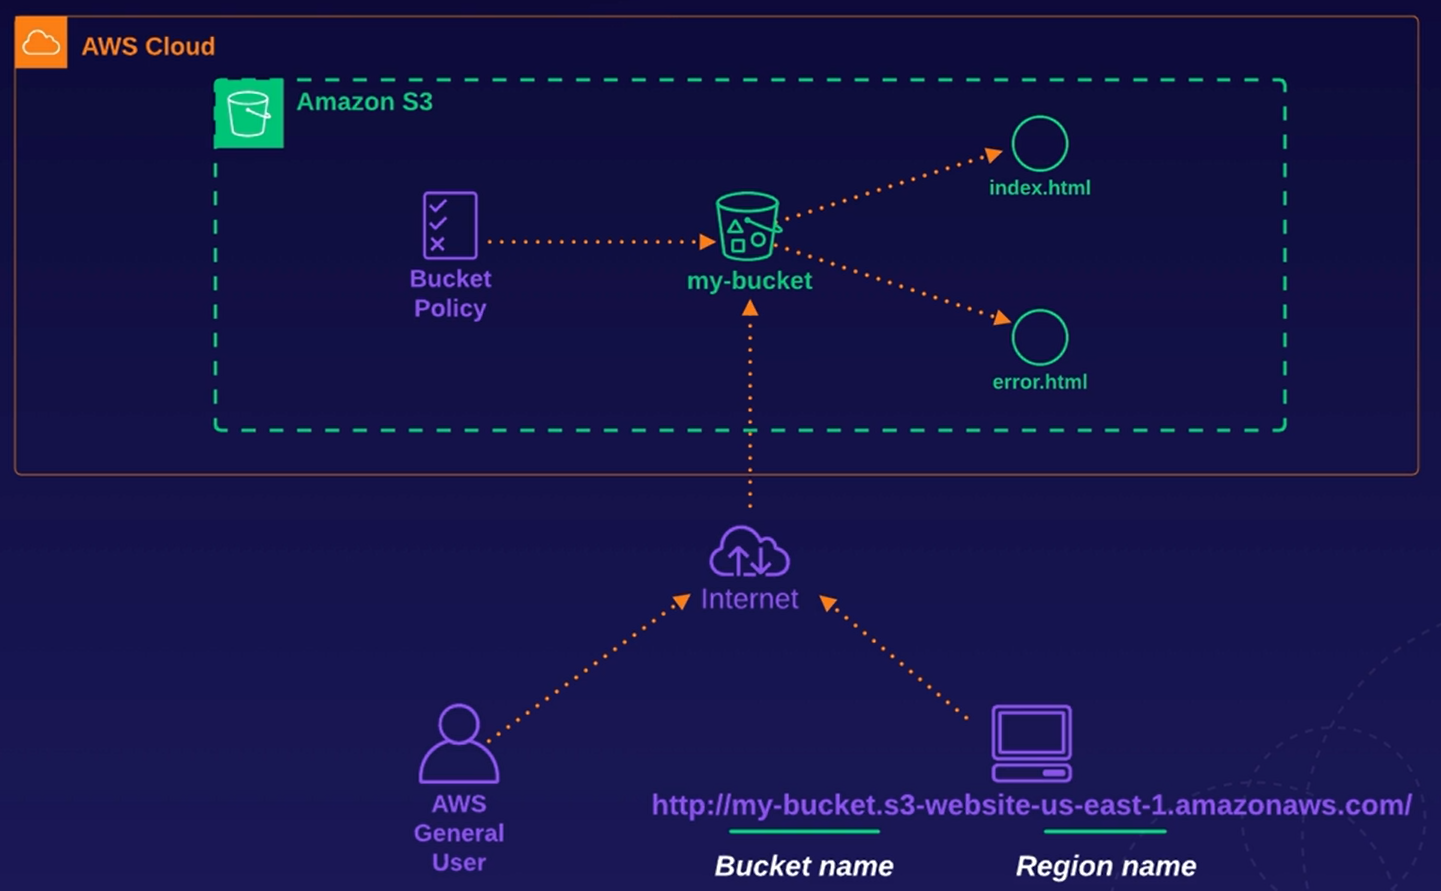 AWS Cloud
Amazon S3
index.html
Bucket
Policy
my-bucket
error.html
Internet
AWS
General
User
http://my-bucket.s3-website-us-east-1.amazonaws.com/
Bucket name
Region name